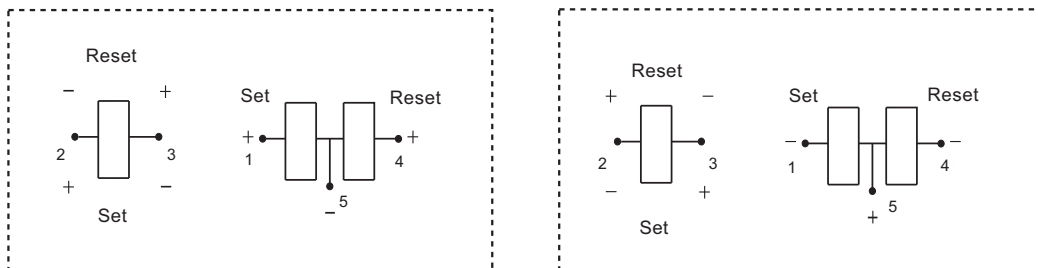 Reset
− +
2 3
+ −
Set
Set Reset
+ +
1 4
− 5
Reset
+ −
2 3
− +
Set
Set Reset
− −
1 4
+ 5